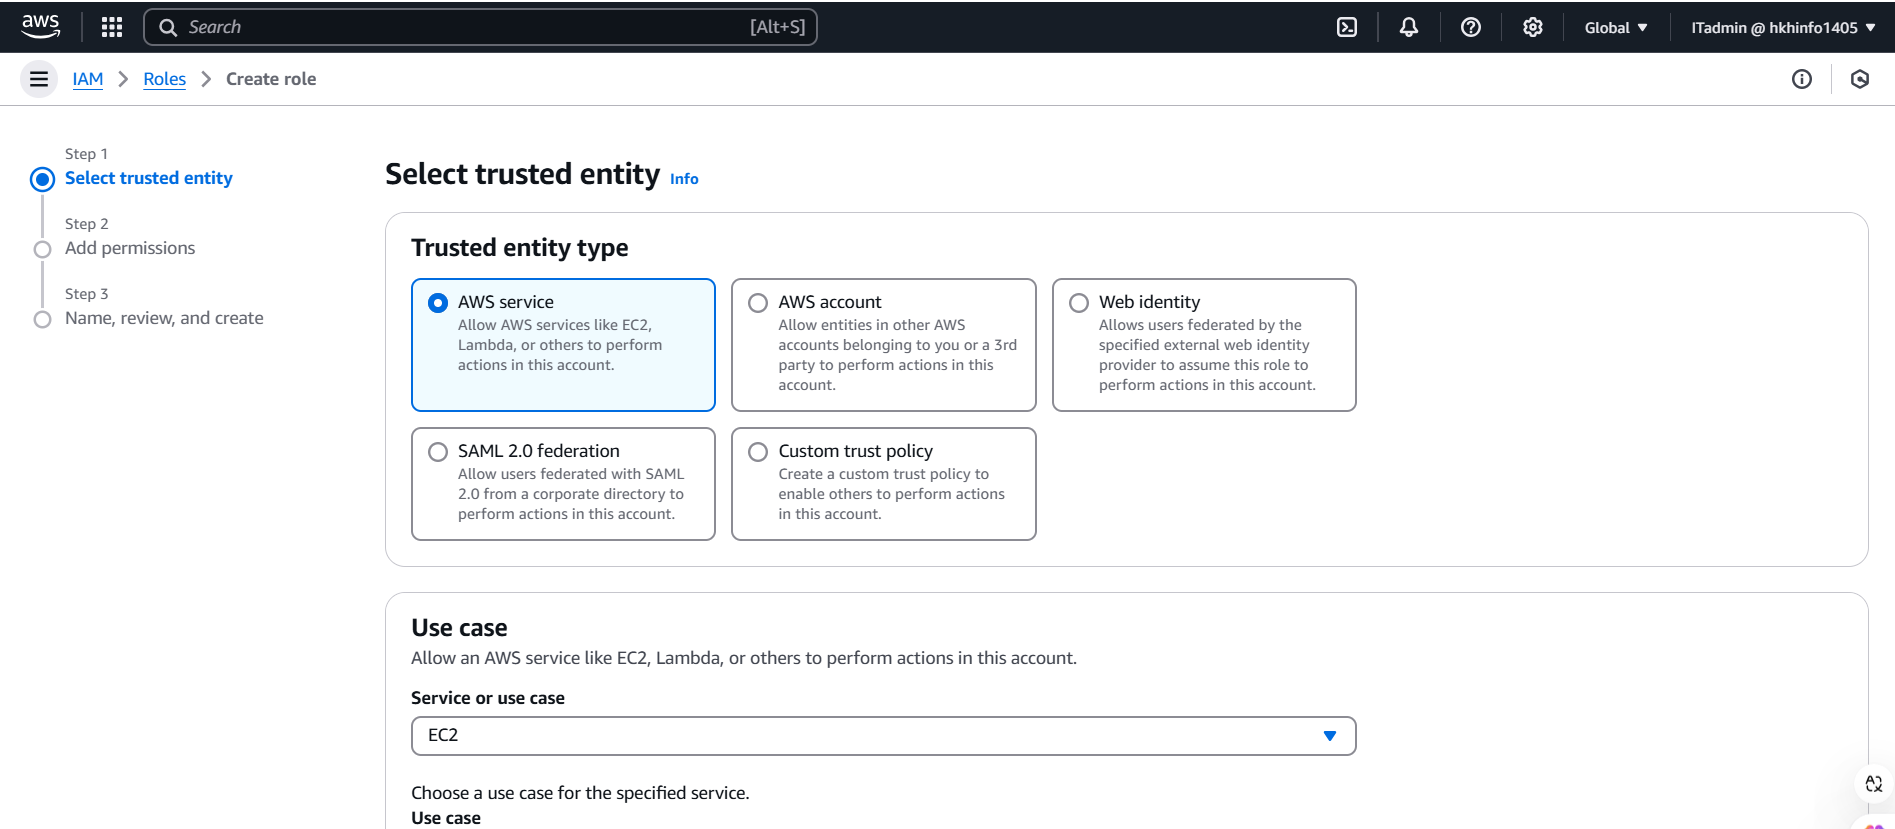 aws
Search [Alt+S]
Global
ITadmin @ hkhinfo1405
IAM
Roles
Create role
Step 1
Select trusted entity
Step 2
Add permissions
Step 3
Name, review, and create
Select trusted entity Info
Trusted entity type
AWS service
Allow AWS services like EC2,
Lambda, or others to perform
actions in this account.
AWS account
Allow entities in other AWS
accounts belonging to you or a 3rd
party to perform actions in this
account.
Web identity
Allows users federated by the
specified external web identity
provider to assume this role to
perform actions in this account.
SAML 2.0 federation
Allow users federated with SAML
2.0 from a corporate directory to
perform actions in this account.
Custom trust policy
Create a custom trust policy to
enable others to perform actions
in this account.
Use case
Allow an AWS service like EC2, Lambda, or others to perform actions in this account.
Service or use case
EC2
Choose a use case for the specified service.
Use case